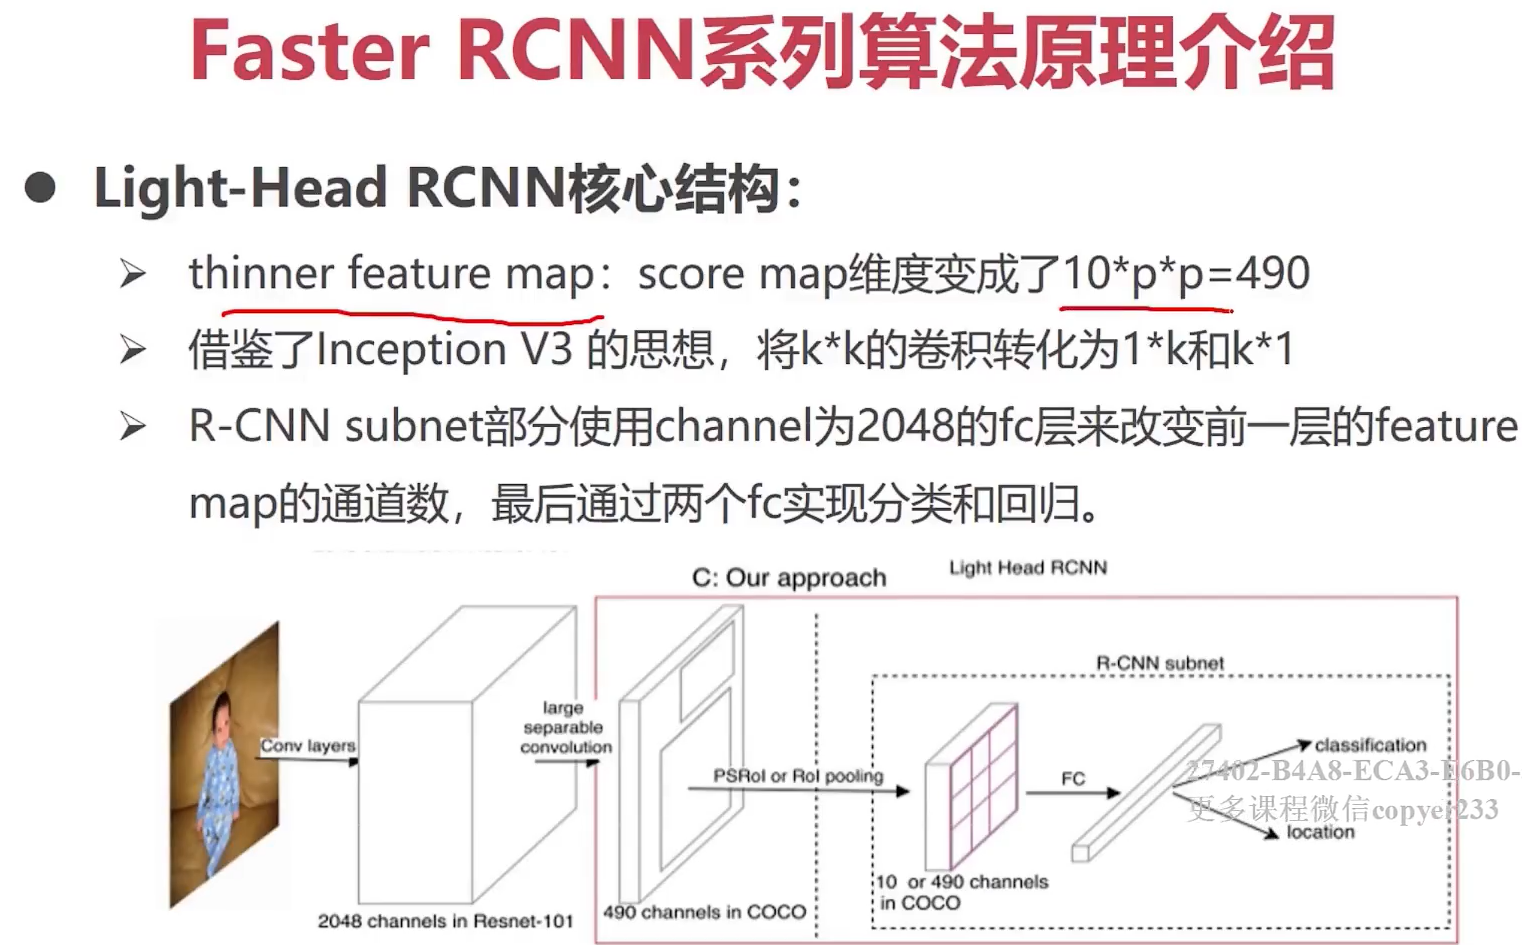 Faster RCNN系列算法原理介绍
● Light-Head RCNN核心结构：
➢ thinner feature map：score map维度变成了10*p*p=490
➢ 借鉴了Inception V3 的思想，将k*k的卷积转化为1*k和k*1
➢ R-CNN subnet部分使用channel为2048的fc层来改变前一层的feature
map的通道数，最后通过两个fc实现分类和回归。
C: Our approach
Light Head RCNN
R-CNN subnet
large
separable
convolution
Conv layers
PSRoI or RoI pooling
FC
classification
location
27402-B4A8-ECA3-E6B0-
更多课程微信copyer233
10 or 490 channels
in COCO
490 channels in COCO
2048 channels in Resnet-101